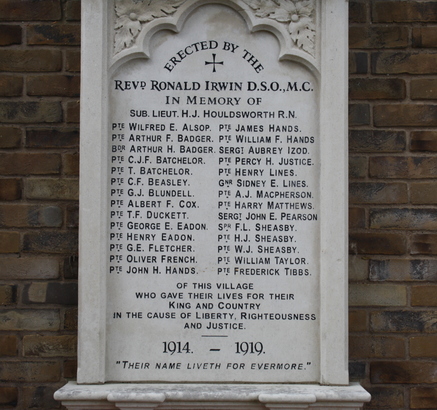 ERECTED BY THE
REVD RONALD IRWIN D.S.O., M.C.
IN MEMORY OF
SUB. LIEUT. H.J. HOULDSWORTH R.N.
PTE WILFRED E. ALSOP. PTE JAMES HANDS.
PTE ARTHUR F. BADGER. PTE WILLIAM F. HANDS
BDR ARTHUR H. BADGER. SERGT AUBREY IZOD.
PTE C.J.F. BATCHELOR. PTE PERCY H. JUSTICE.
PTE T. BATCHELOR. PTE HENRY LINES.
PTE C.F. BEASLEY. GNR SIDNEY E. LINES.
PTE G.J. BLUNDELL. PTE A.J. MACPHERSON.
PTE ALBERT F. COX. PTE HARRY MATTHEWS.
PTE T.F. DUCKETT. SERGT JOHN E. PEARSON
PTE GEORGE E. EADON. SPR F.L. SHEASBY.
PTE HENRY EADON. PTE H.J. SHEASBY.
PTE G.E. FLETCHER. PTE W.J. SHEASBY.
PTE OLIVER FRENCH. PTE WILLIAM TAYLOR.
PTE JOHN H. HANDS. PTE FREDERICK TIBBS.
OF THIS VILLAGE
WHO GAVE THEIR LIVES FOR THEIR
KING AND COUNTRY
IN THE CAUSE OF LIBERTY, RIGHTEOUSNESS
AND JUSTICE.
1914. — 1919.
"THEIR NAME LIVETH FOR EVERMORE."